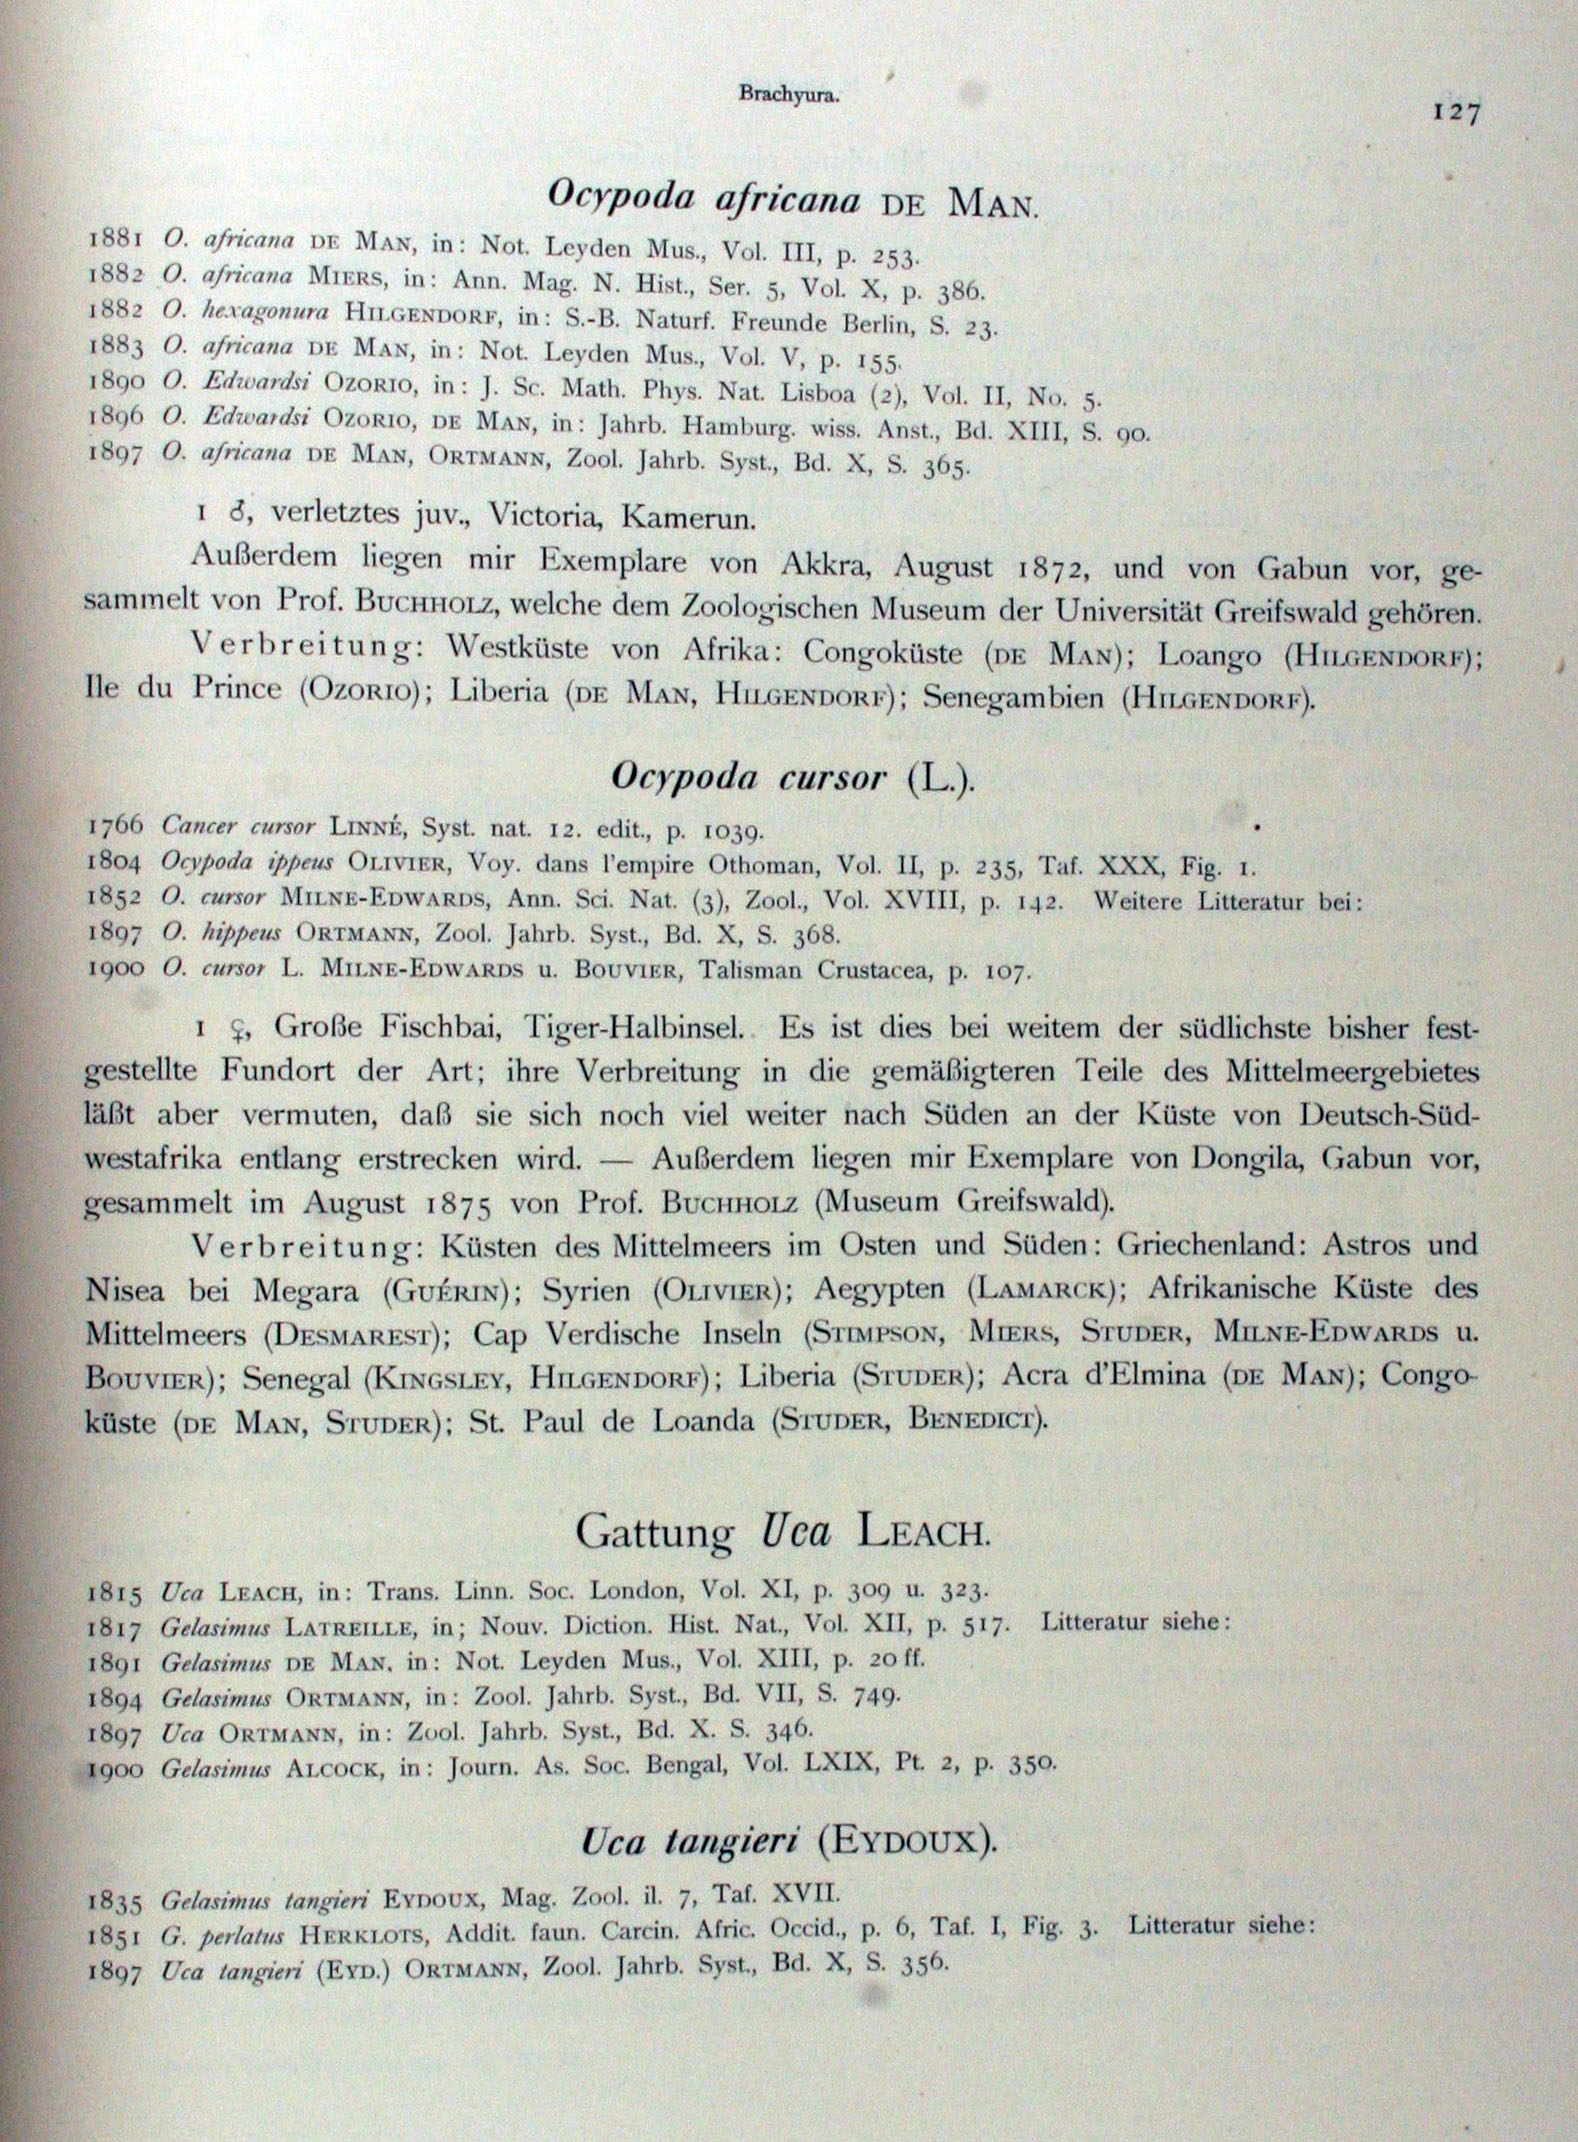 Brachyura.
127
Ocypoda africana DE MAN.
1881 O. africana DE MAN, in: Not. Leyden Mus., Vol. III, p. 253.
1882 O. africana MIERS, in: Ann. Mag. N. Hist., Ser. 5, Vol. X, p. 386.
1882 O. hexagonura HILGENDORF, in: S.-B. Naturf. Freunde Berlin, S. 23.
1883 O. africana DE MAN, in: Not. Leyden Mus., Vol. V, p. 155.
1890 O. Edwardsi OZORIO, in: J. Sc. Math. Phys. Nat. Lisboa (2), Vol. II, No. 5.
1896 O. Edwardsi OZORIO, DE MAN, in: Jahrb. Hamburg. wiss. Anst., Bd. XIII, S. 90.
1897 O. africana DE MAN, ORTMANN, Zool. Jahrb. Syst., Bd. X, S. 365.
1 ♂, verletztes juv., Victoria, Kamerun.
Außerdem liegen mir Exemplare von Akkra, August 1872, und von Gabun vor, ge-
sammelt von Prof. BUCHHOLZ, welche dem Zoologischen Museum der Universität Greifswald gehören.
Verbreitung: Westküste von Afrika: Congoküste (DE MAN); Loango (HILGENDORF);
Ile du Prince (OZORIO); Liberia (DE MAN, HILGENDORF); Senegambien (HILGENDORF).
Ocypoda cursor (L.).
1766 Cancer cursor LINNÉ, Syst. nat. 12. edit., p. 1039.
1804 Ocypoda ippeus OLIVIER, Voy. dans l'empire Othoman, Vol. II, p. 235, Taf. XXX, Fig. 1.
1852 O. cursor MILNE-EDWARDS, Ann. Sci. Nat. (3), Zool., Vol. XVIII, p. 142. Weitere Litteratur bei:
1897 O. hippeus ORTMANN, Zool. Jahrb. Syst., Bd. X, S. 368.
1900 O. cursor L. MILNE-EDWARDS u. BOUVIER, Talisman Crustacea, p. 107.
1 ♀, Große Fischbai, Tiger-Halbinsel. Es ist dies bei weitem der südlichste bisher fest-
gestellte Fundort der Art; ihre Verbreitung in die gemäßigteren Teile des Mittelmeergebietes
läßt aber vermuten, daß sie sich noch viel weiter nach Süden an der Küste von Deutsch-Süd-
westafrika entlang erstrecken wird. — Außerdem liegen mir Exemplare von Dongila, Gabun vor,
gesammelt im August 1875 von Prof. BUCHHOLZ (Museum Greifswald).
Verbreitung: Küsten des Mittelmeers im Osten und Süden: Griechenland: Astros und
Nisea bei Megara (GUÉRIN); Syrien (OLIVIER); Aegypten (LAMARCK); Afrikanische Küste des
Mittelmeers (DESMAREST); Cap Verdische Inseln (STIMPSON, MIERS, STUDER, MILNE-EDWARDS u.
BOUVIER); Senegal (KINGSLEY, HILGENDORF); Liberia (STUDER); Acra d'Elmina (DE MAN); Congo-
küste (DE MAN, STUDER); St. Paul de Loanda (STUDER, BENEDICT).
Gattung Uca LEACH.
1815 Uca LEACH, in: Trans. Linn. Soc. London, Vol. XI, p. 309 u. 323.
1817 Gelasimus LATREILLE, in; Nouv. Diction. Hist. Nat., Vol. XII, p. 517. Litteratur siehe:
1891 Gelasimus DE MAN, in: Not. Leyden Mus., Vol. XIII, p. 20 ff.
1894 Gelasimus ORTMANN, in: Zool. Jahrb. Syst., Bd. VII, S. 749.
1897 Uca ORTMANN, in: Zool. Jahrb. Syst., Bd. X. S. 346.
1900 Gelasimus ALCOCK, in: Journ. As. Soc. Bengal, Vol. LXIX, Pt. 2, p. 350.
Uca tangieri (EYDOUX).
1835 Gelasimus tangieri EYDOUX, Mag. Zool. il. 7, Taf. XVII.
1851 G. perlatus HERKLOTS, Addit. faun. Carcin. Afric. Occid., p. 6, Taf. I, Fig. 3. Litteratur siehe:
1897 Uca tangieri (EYD.) ORTMANN, Zool. Jahrb. Syst., Bd. X, S. 356.